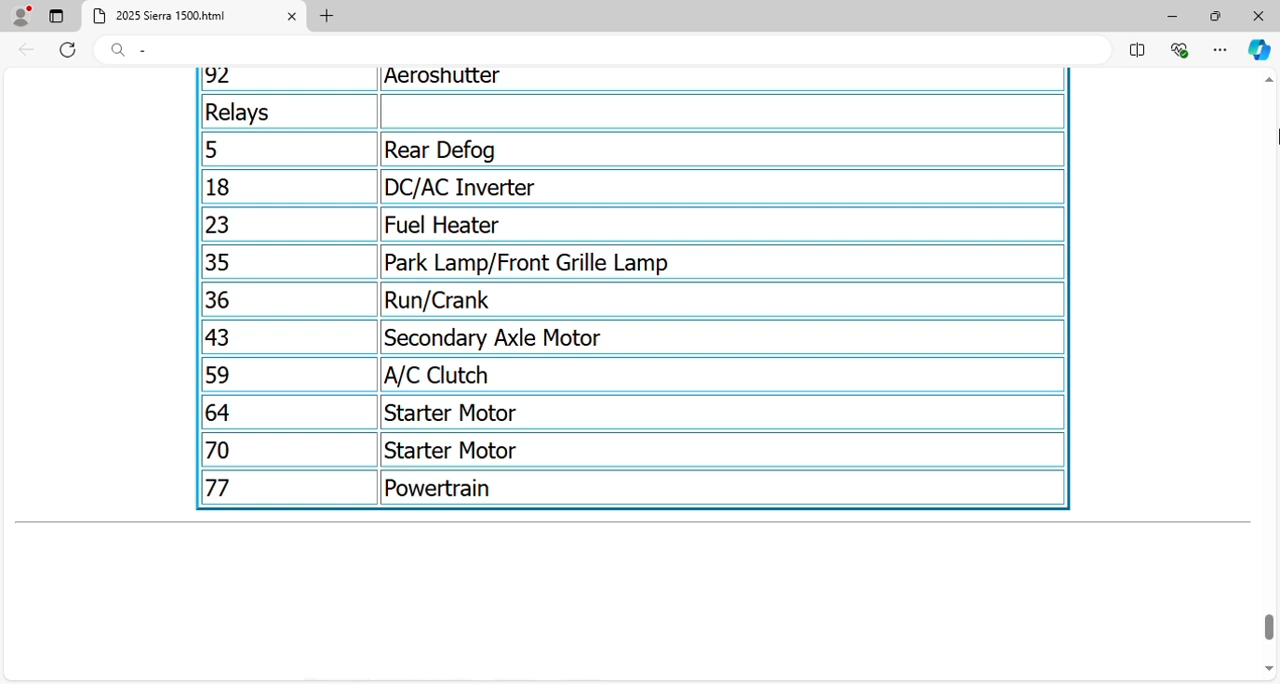 2025 Sierra 1500.html
-
92 Aeroshutter
Relays
5 Rear Defog
18 DC/AC Inverter
23 Fuel Heater
35 Park Lamp/Front Grille Lamp
36 Run/Crank
43 Secondary Axle Motor
59 A/C Clutch
64 Starter Motor
70 Starter Motor
77 Powertrain